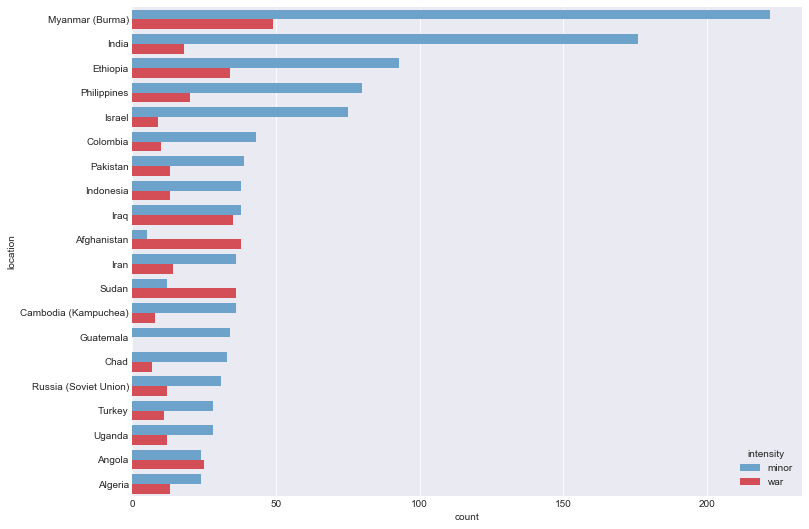 Myanmar (Burma)
India
Ethiopia
Philippines
Israel
Colombia
Pakistan
Indonesia
Iraq
Afghanistan
Iran
Sudan
Cambodia (Kampuchea)
Guatemala
Chad
Russia (Soviet Union)
Turkey
Uganda
Angola
Algeria
location
0 50 100 150 200
count
intensity
minor
war